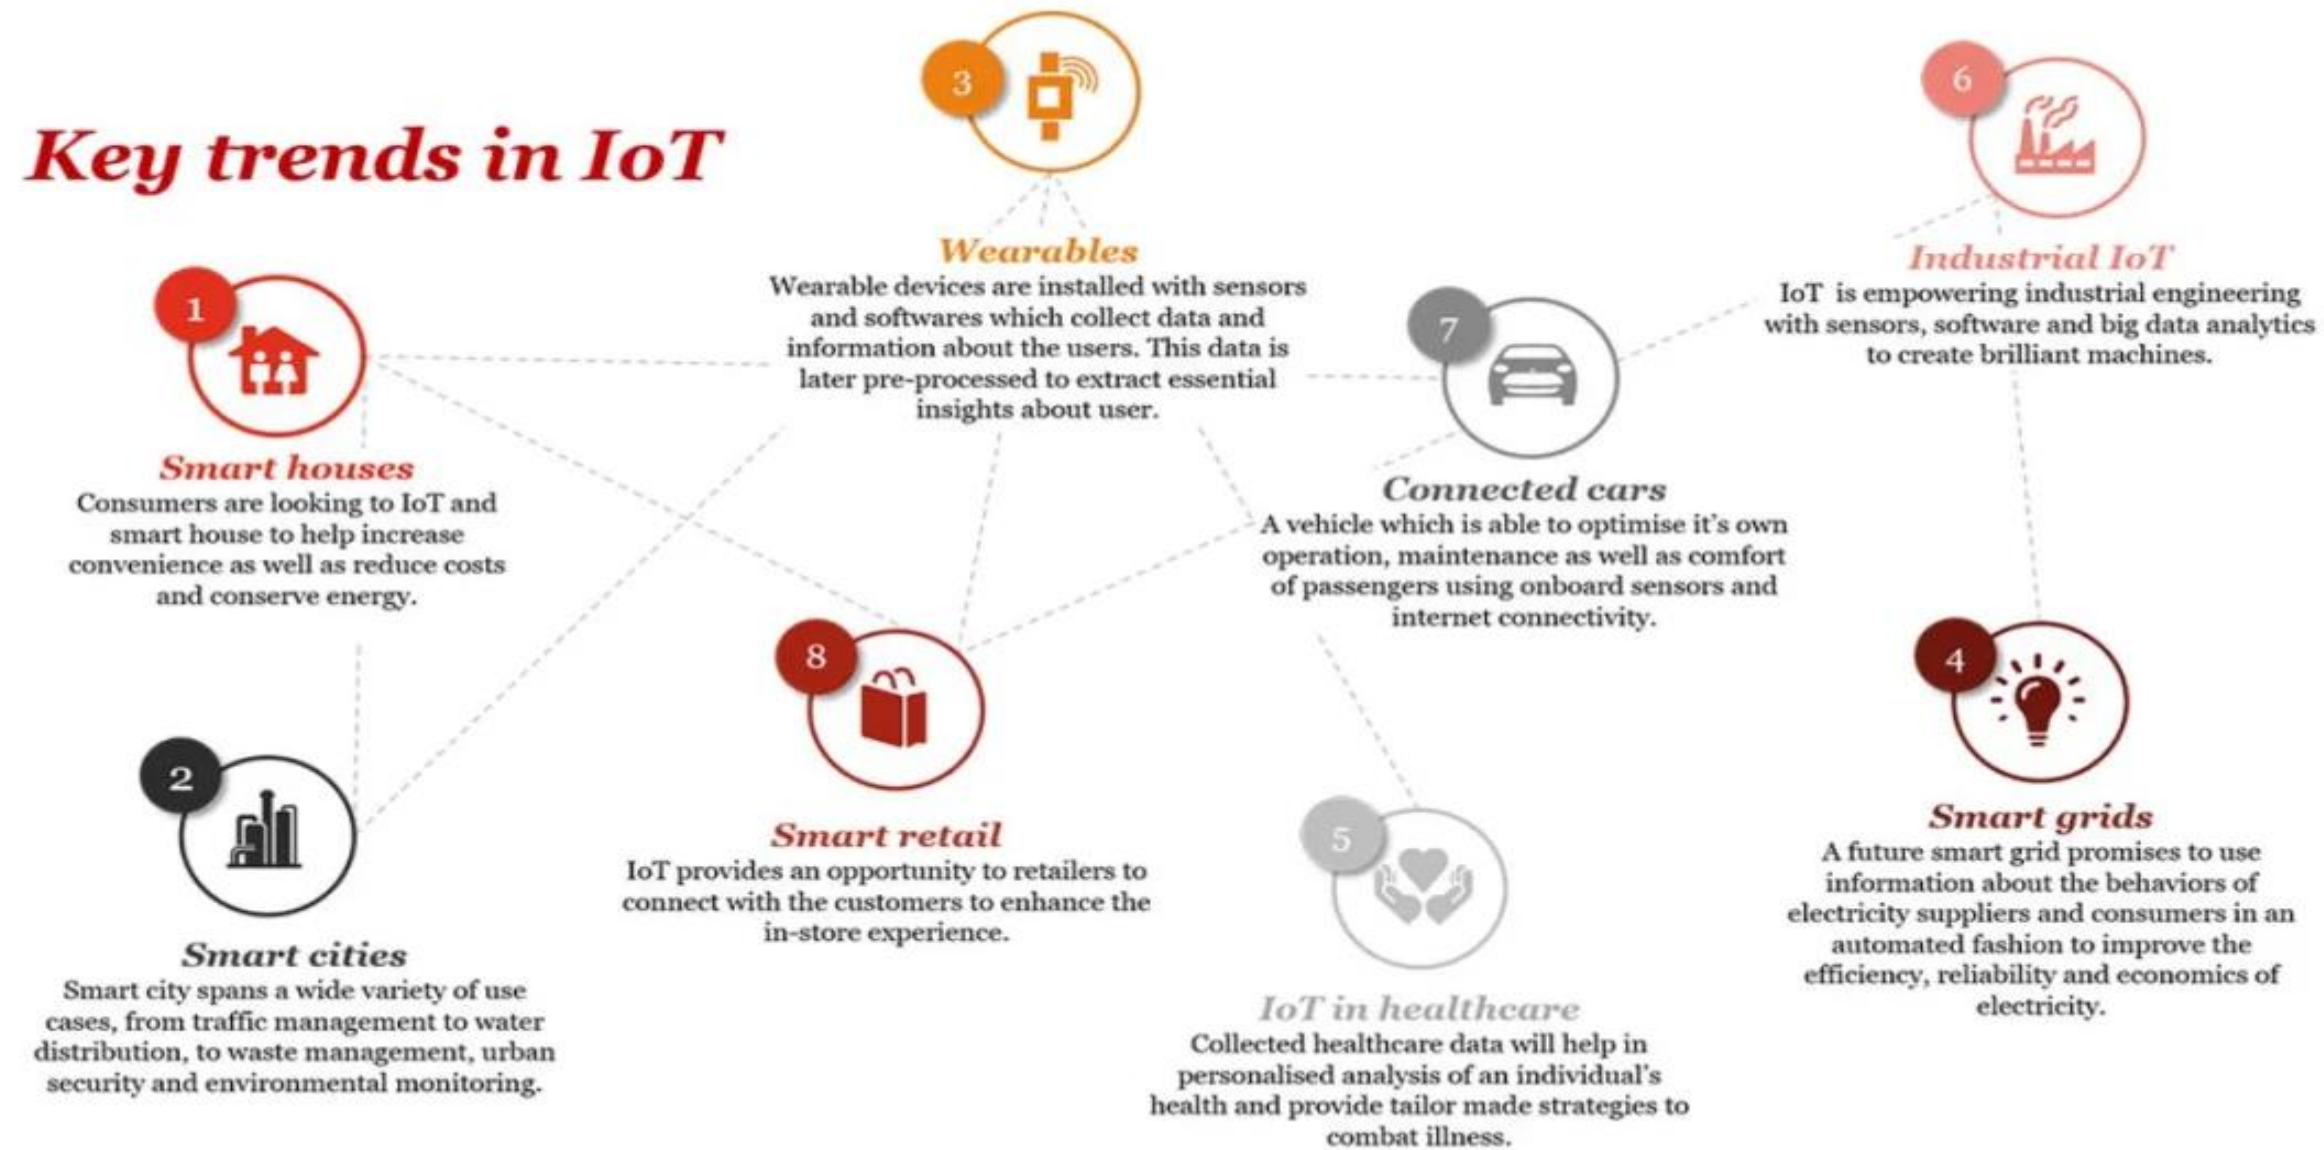 Key trends in IoT
1
Smart houses
Consumers are looking to IoT and
smart house to help increase
convenience as well as reduce costs
and conserve energy.
2
Smart cities
Smart city spans a wide variety of use
cases, from traffic management to water
distribution, to waste management, urban
security and environmental monitoring.
3
Wearables
Wearable devices are installed with sensors
and softwares which collect data and
information about the users. This data is
later pre-processed to extract essential
insights about user.
8
Smart retail
IoT provides an opportunity to retailers to
connect with the customers to enhance the
in-store experience.
7
Connected cars
A vehicle which is able to optimise it's own
operation, maintenance as well as comfort
of passengers using onboard sensors and
internet connectivity.
5
IoT in healthcare
Collected healthcare data will help in
personalised analysis of an individual's
health and provide tailor made strategies to
combat illness.
6
Industrial IoT
IoT is empowering industrial engineering
with sensors, software and big data analytics
to create brilliant machines.
4
Smart grids
A future smart grid promises to use
information about the behaviors of
electricity suppliers and consumers in an
automated fashion to improve the
efficiency, reliability and economics of
electricity.